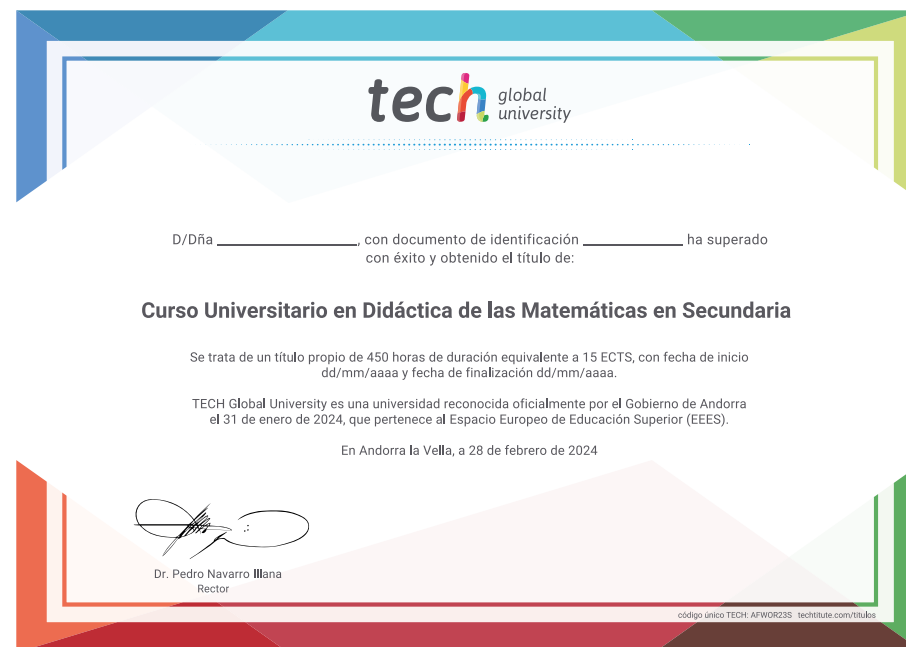 tech global
university
D/Dña ____________, con documento de identificación ____________ ha superado
con éxito y obtenido el título de:
Curso Universitario en Didáctica de las Matemáticas en Secundaria
Se trata de un título propio de 450 horas de duración equivalente a 15 ECTS, con fecha de inicio
dd/mm/aaaa y fecha de finalización dd/mm/aaaa.
TECH Global University es una universidad reconocida oficialmente por el Gobierno de Andorra
el 31 de enero de 2024, que pertenece al Espacio Europeo de Educación Superior (EEES).
En Andorra la Vella, a 28 de febrero de 2024
Dr. Pedro Navarro Illana
Rector
código único TECH: AFWOR23S techtitute.com/titulos